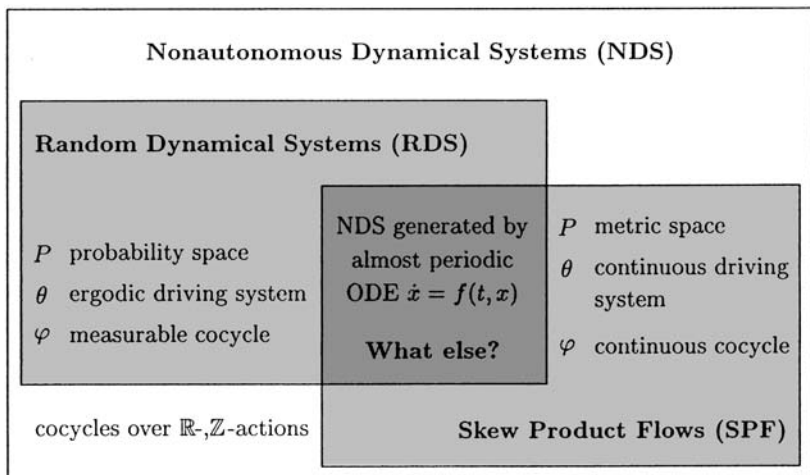 Nonautonomous Dynamical Systems (NDS)
Random Dynamical Systems (RDS)
P probability space
θ ergodic driving system
φ measurable cocycle
NDS generated by
almost periodic
ODE ẋ = f(t, x)
What else?
P metric space
θ continuous driving
system
φ continuous cocycle
cocycles over ℝ-,ℤ-actions
Skew Product Flows (SPF)